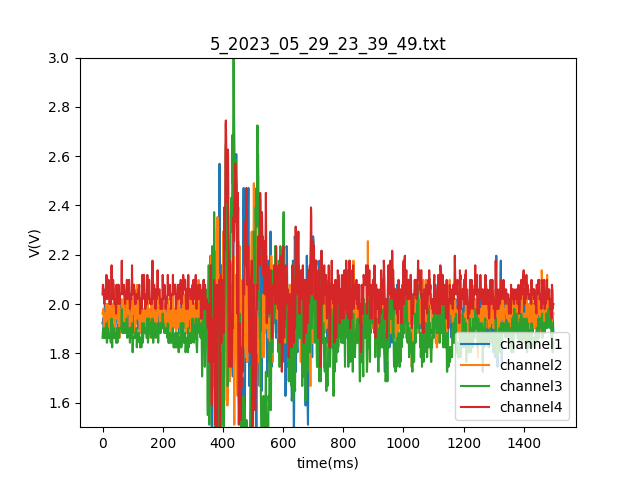 5_2023_05_29_23_39_49.txt
3.0
2.8
2.6
2.4
2.2
2.0
1.8
1.6
V(V)
channel1
channel2
channel3
channel4
0 200 400 600 800 1000 1200 1400
time(ms)